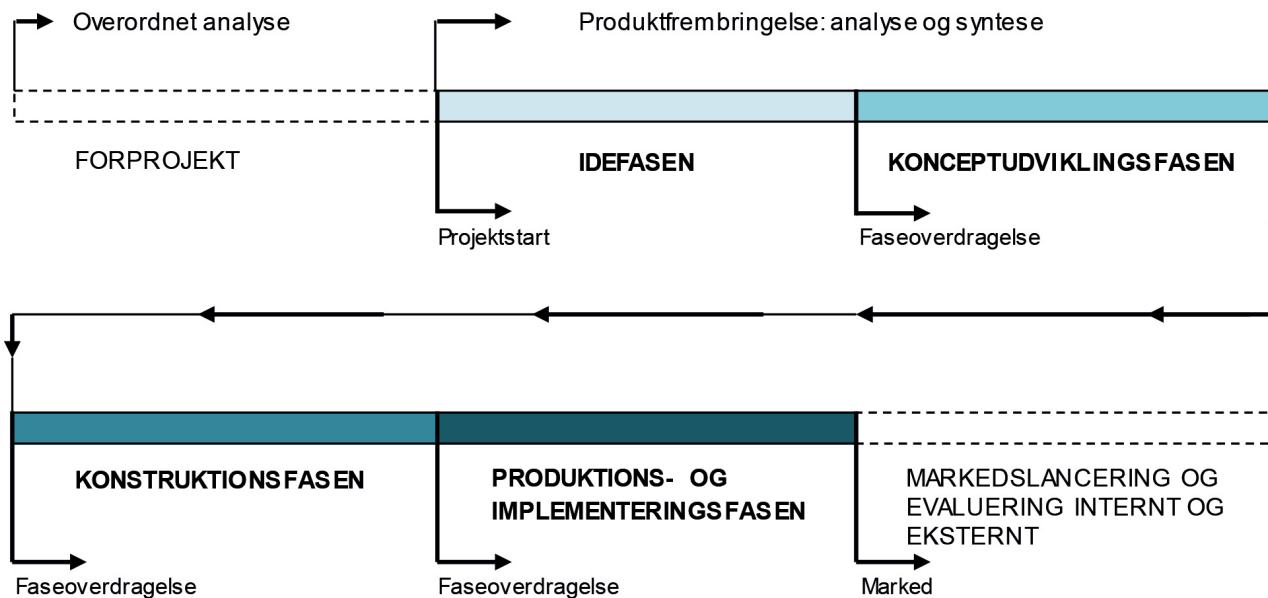 Overordnet analyse
Produktfrembringelse: analyse og syntese
FORPROJEKT
IDEFASEN
KONCEPTUDVIKLINGSFASEN
Projektstart
Faseoverdragelse
KONSTRUKTIONSFASEN
PRODUKTIONS- OG
IMPLEMENTERINGSFASEN
MARKEDSLANCERING OG
EVALUERING INTERNT OG
EKSTERNT
Faseoverdragelse
Faseoverdragelse
Marked